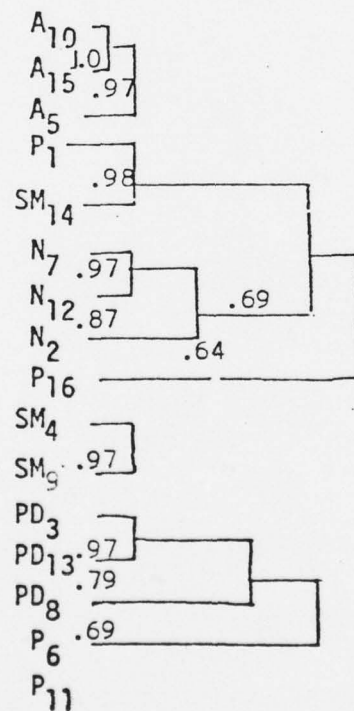 A10
1.0
A15
.97
A5
P1
.98
SM14
N7
.97
N12
.87
.69
N2
.64
P16
SM4
SM9
.97
PD3
PD13
.97
.79
PD8
.69
P6
P11